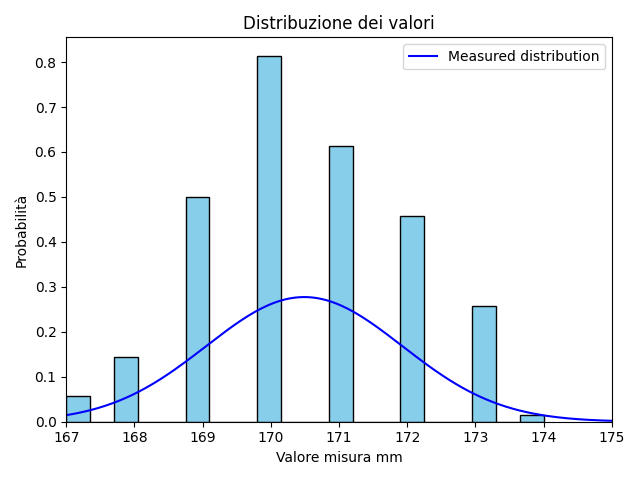 Distribuzione dei valori
Measured distribution
Probabilità
0.8
0.7
0.6
0.5
0.4
0.3
0.2
0.1
0.0
167 168 169 170 171 172 173 174 175
Valore misura mm